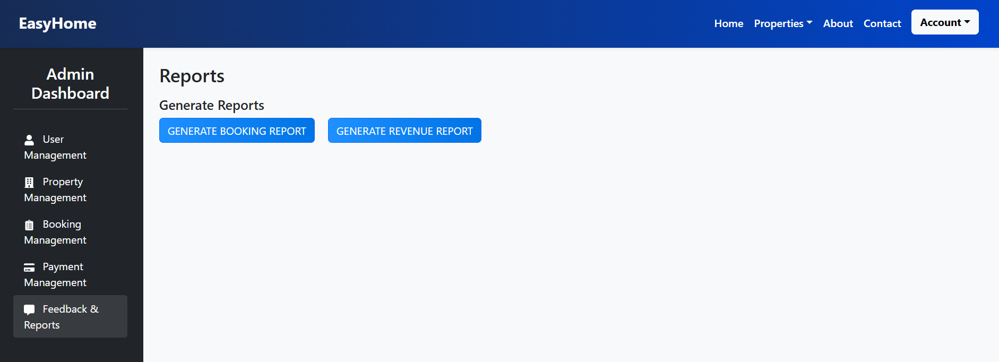 EasyHome
Home Properties About Contact Account
Admin
Dashboard
User
Management
Property
Management
Booking
Management
Payment
Management
Feedback &
Reports
Reports
Generate Reports
GENERATE BOOKING REPORT GENERATE REVENUE REPORT